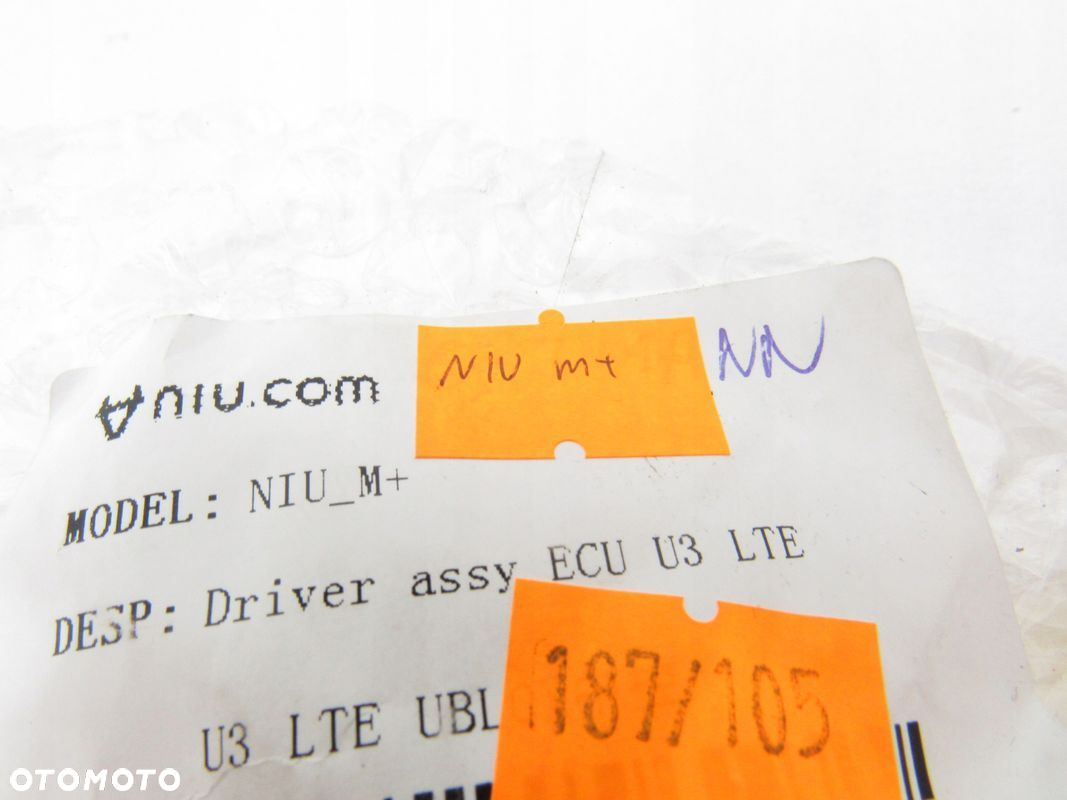 niu.com
NIU m+
NN
MODEL: NIU_M+
DESP: Driver assy ECU U3 LTE
187/105
U3 LTE UBL
OTOMOTO